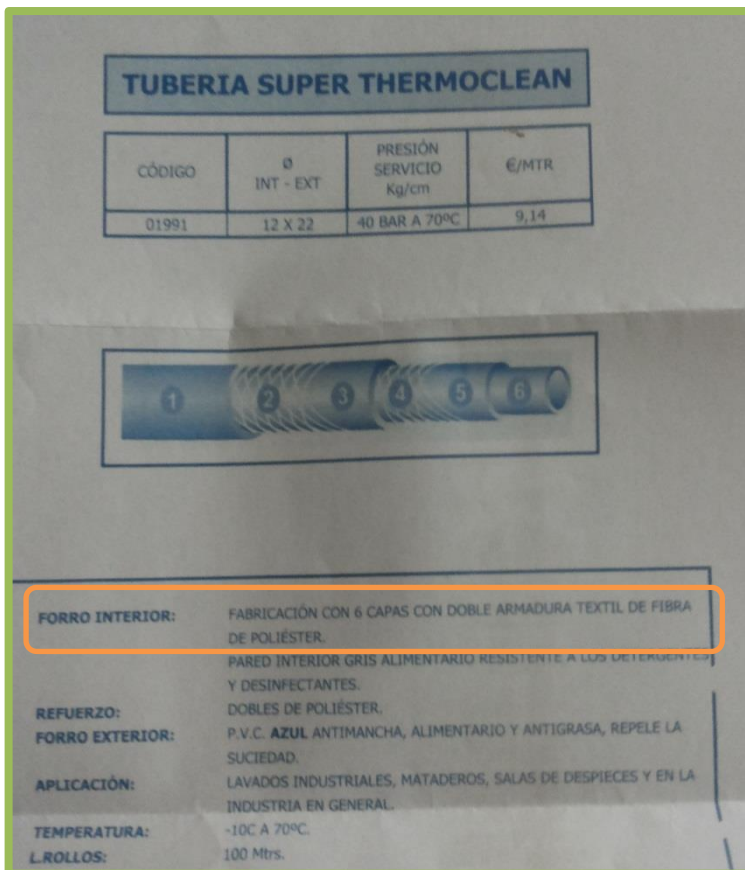 TUBERIA SUPER THERMOCLEAN
CÓDIGO
Ø
INT - EXT
PRESIÓN
SERVICIO
Kg/cm
€/MTR
01991
12 X 22
40 BAR A 70ºC
9,14
1 2 3 4 5 6
FORRO INTERIOR: FABRICACIÓN CON 6 CAPAS CON DOBLE ARMADURA TEXTIL DE FIBRA
DE POLIÉSTER.
PARED INTERIOR GRIS ALIMENTARIO RESISTENTE A LOS DETERGENTES
Y DESINFECTANTES.
REFUERZO: DOBLES DE POLIÉSTER.
FORRO EXTERIOR: P.V.C. AZUL ANTIMANCHA, ALIMENTARIO Y ANTIGRASA, REPELE LA
SUCIEDAD.
APLICACIÓN: LAVADOS INDUSTRIALES, MATADEROS, SALAS DE DESPIECES Y EN LA
INDUSTRIA EN GENERAL.
TEMPERATURA: -10C A 70ºC.
L.ROLLOS: 100 Mtrs.